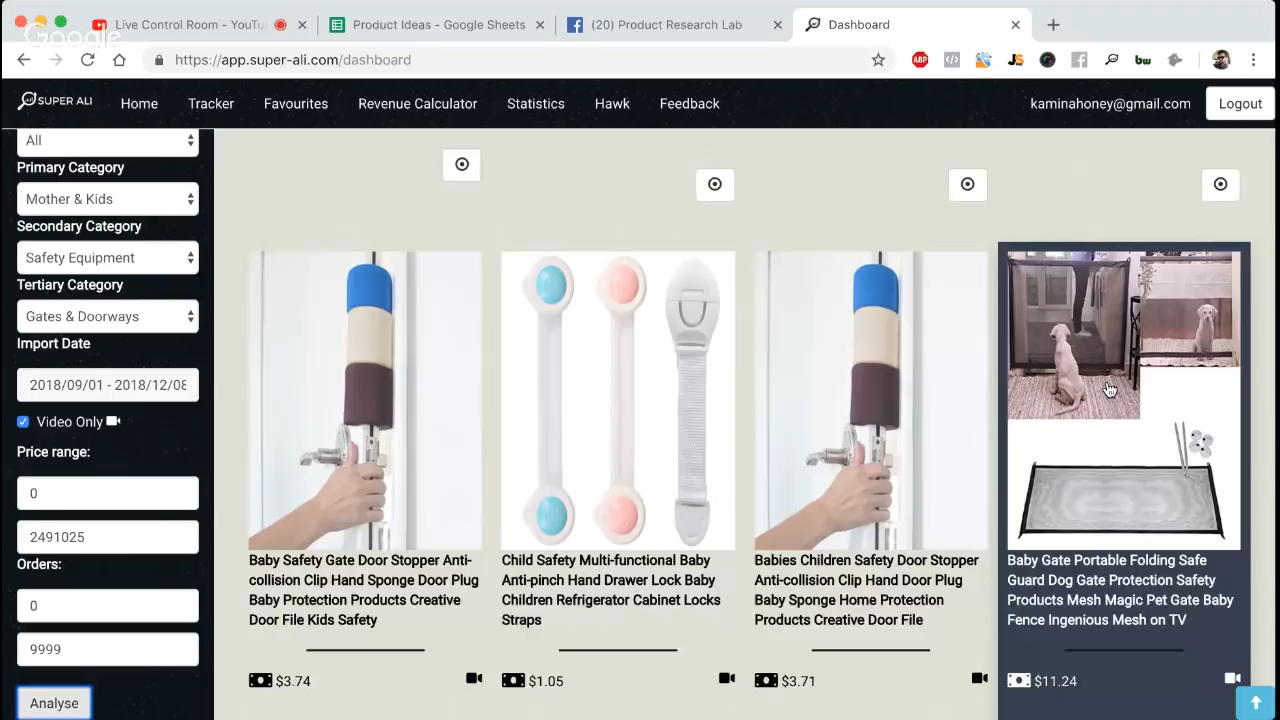 Live Control Room - YouTu
Product Ideas - Google Sheets
(20) Product Research Lab
Dashboard
Google
https://app.super-ali.com/dashboard
ABP
JS
bw
SUPER ALI
Home
Tracker
Favourites
Revenue Calculator
Statistics
Hawk
Feedback
kaminahoney@gmail.com
Logout
All
Primary Category
Mother & Kids
Secondary Category
Safety Equipment
Tertiary Category
Gates & Doorways
Import Date
2018/09/01 - 2018/12/08
Video Only
Price range:
0
2491025
Orders:
0
9999
Analyse
Baby Safety Gate Door Stopper Anti-
collision Clip Hand Sponge Door Plug
Baby Protection Products Creative
Door File Kids Safety
$3.74
Child Safety Multi-functional Baby
Anti-pinch Hand Drawer Lock Baby
Children Refrigerator Cabinet Locks
Straps
$1.05
Babies Children Safety Door Stopper
Anti-collision Clip Hand Door Plug
Baby Sponge Home Protection
Products Creative Door File
$3.71
Baby Gate Portable Folding Safe
Guard Dog Gate Protection Safety
Products Mesh Magic Pet Gate Baby
Fence Ingenious Mesh on TV
$11.24